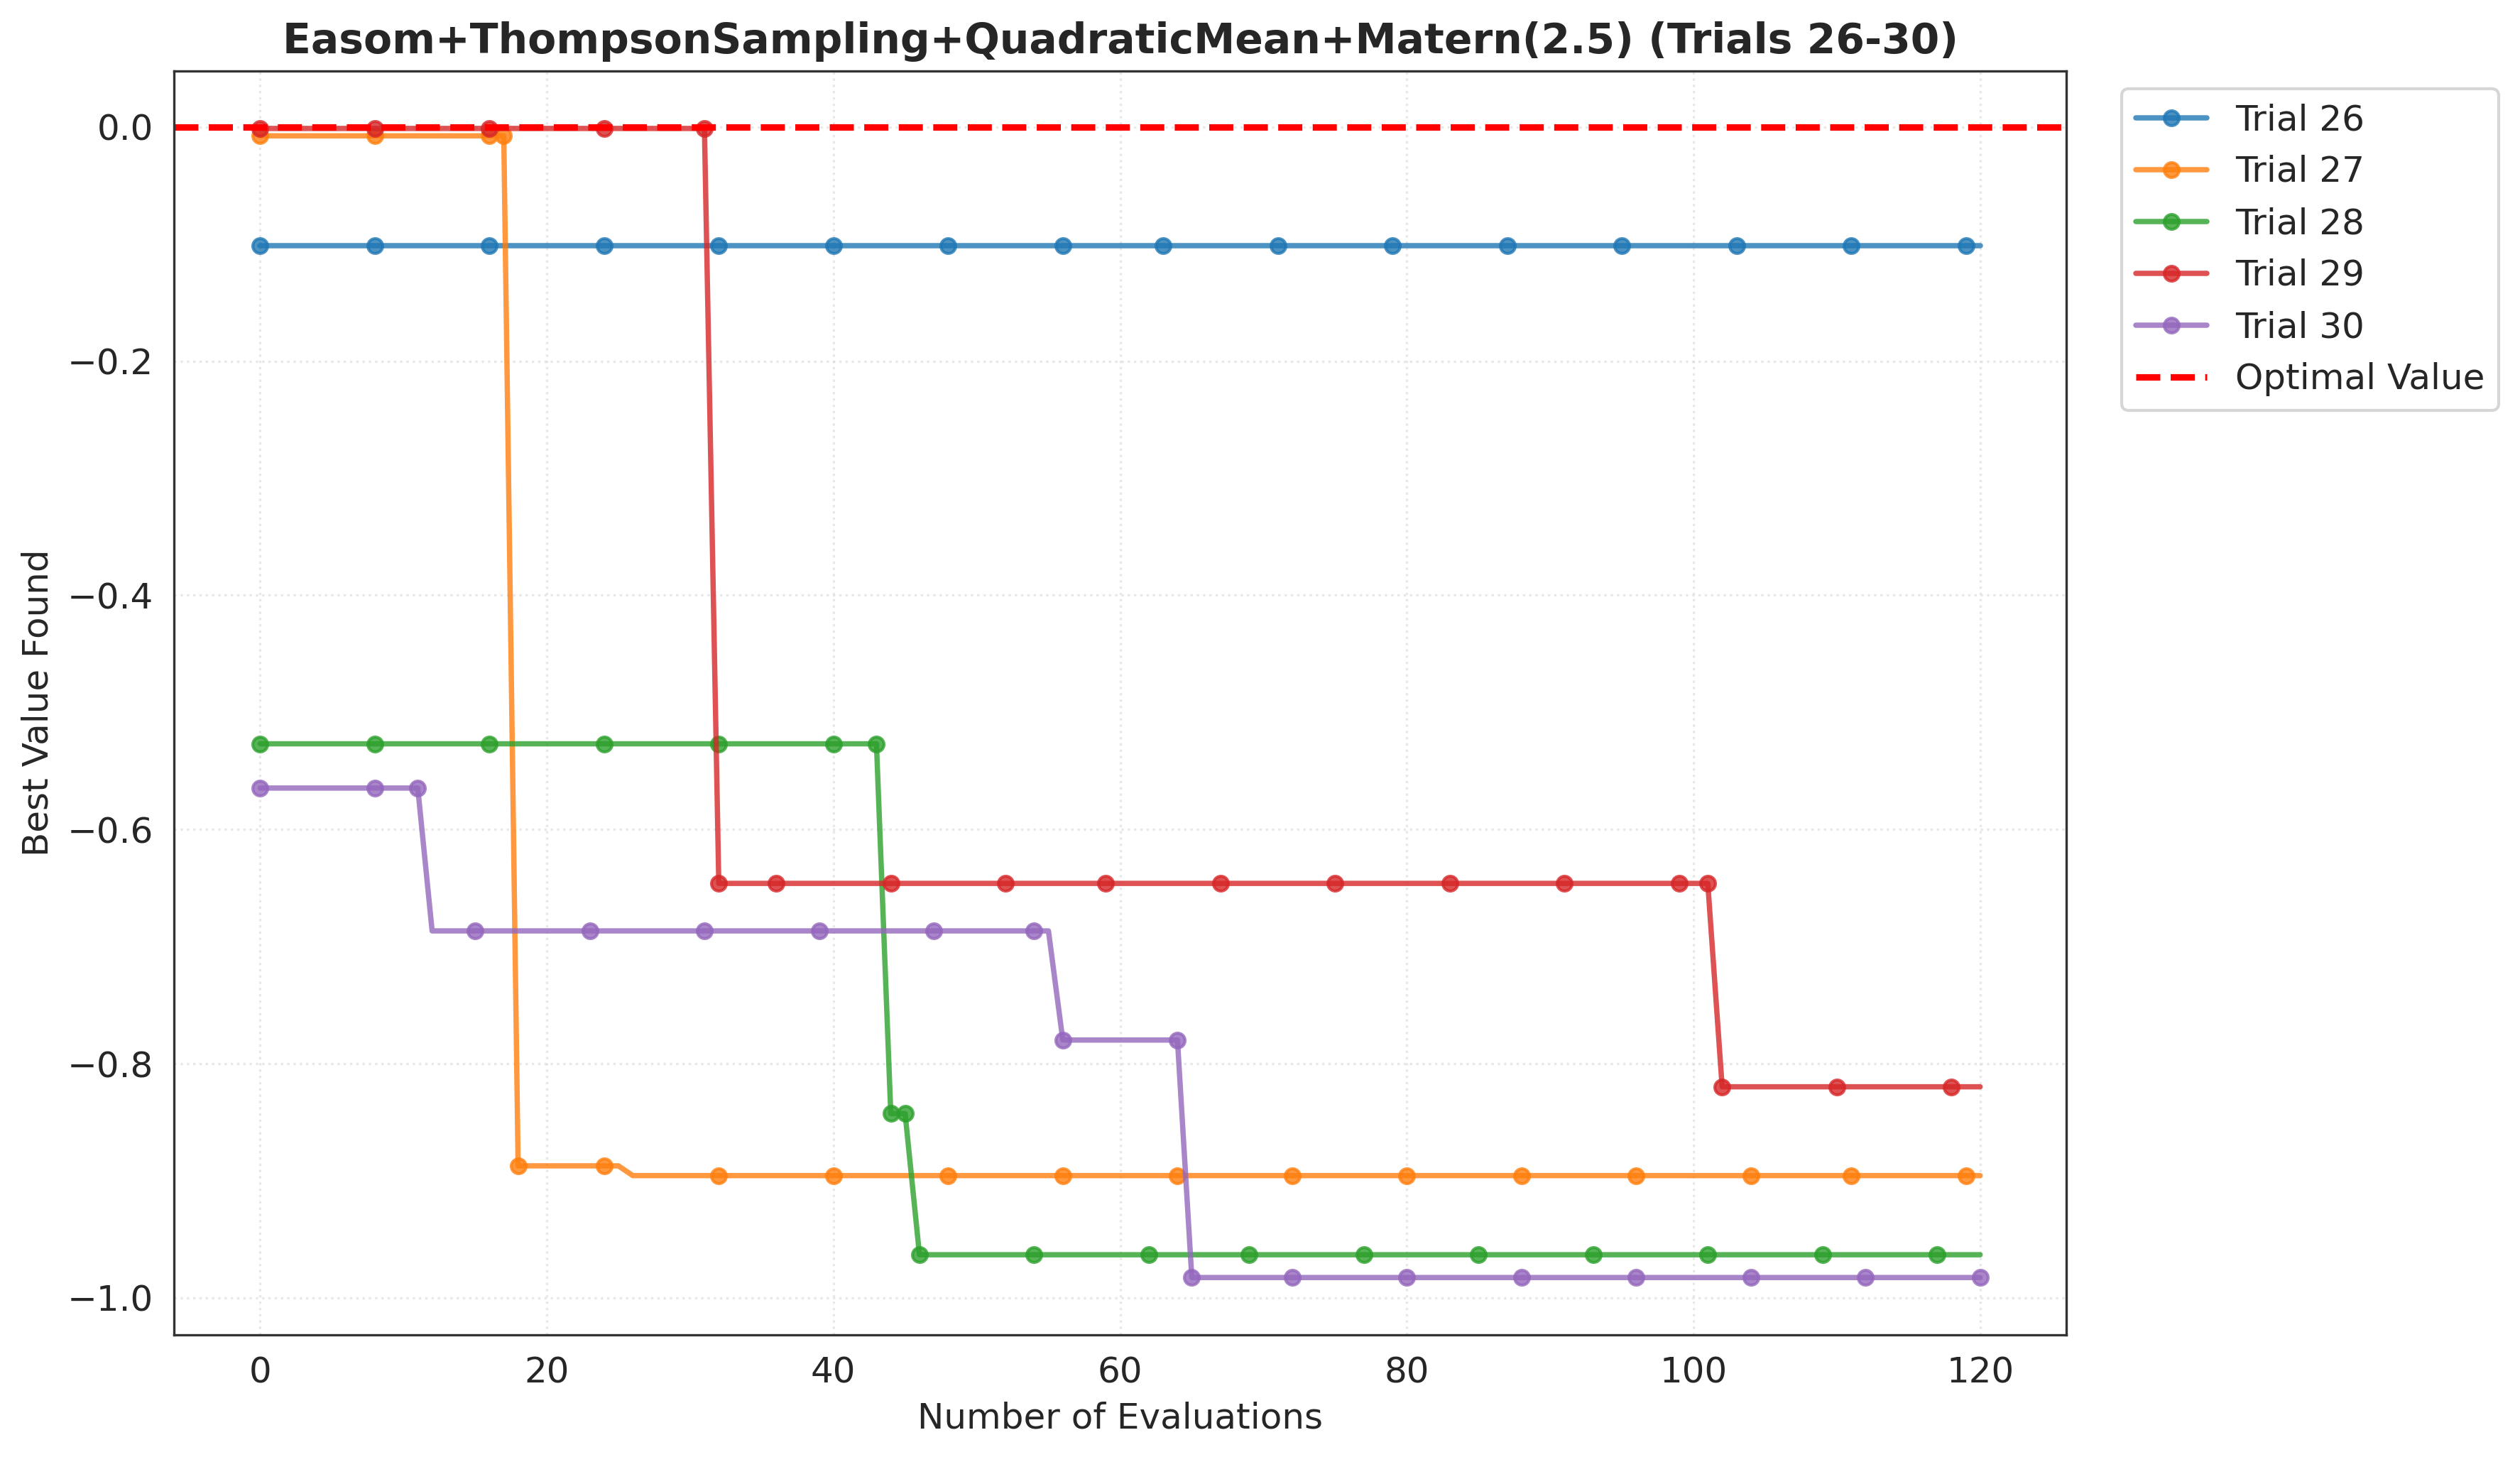 Easom+ThompsonSampling+QuadraticMean+Matern(2.5) (Trials 26-30)
Best Value Found
0.0
−0.2
−0.4
−0.6
−0.8
−1.0
0 20 40 60 80 100 120
Number of Evaluations
Trial 26
Trial 27
Trial 28
Trial 29
Trial 30
Optimal Value